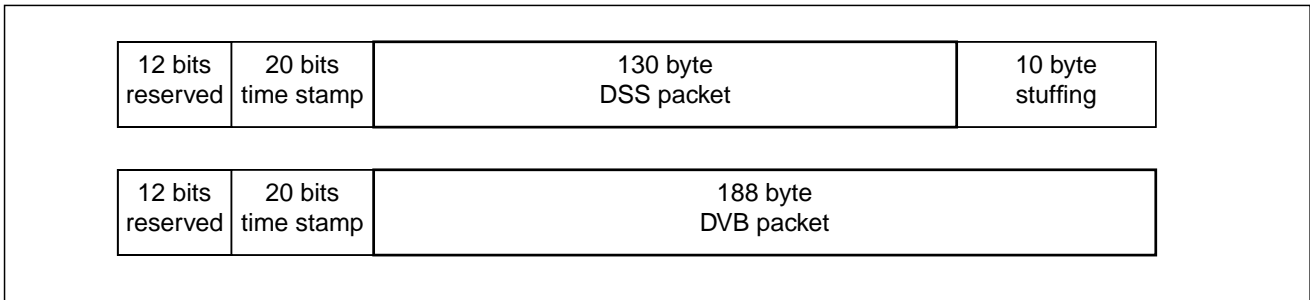 12 bits
reserved
20 bits
time stamp
130 byte
DSS packet
10 byte
stuffing
12 bits
reserved
20 bits
time stamp
188 byte
DVB packet